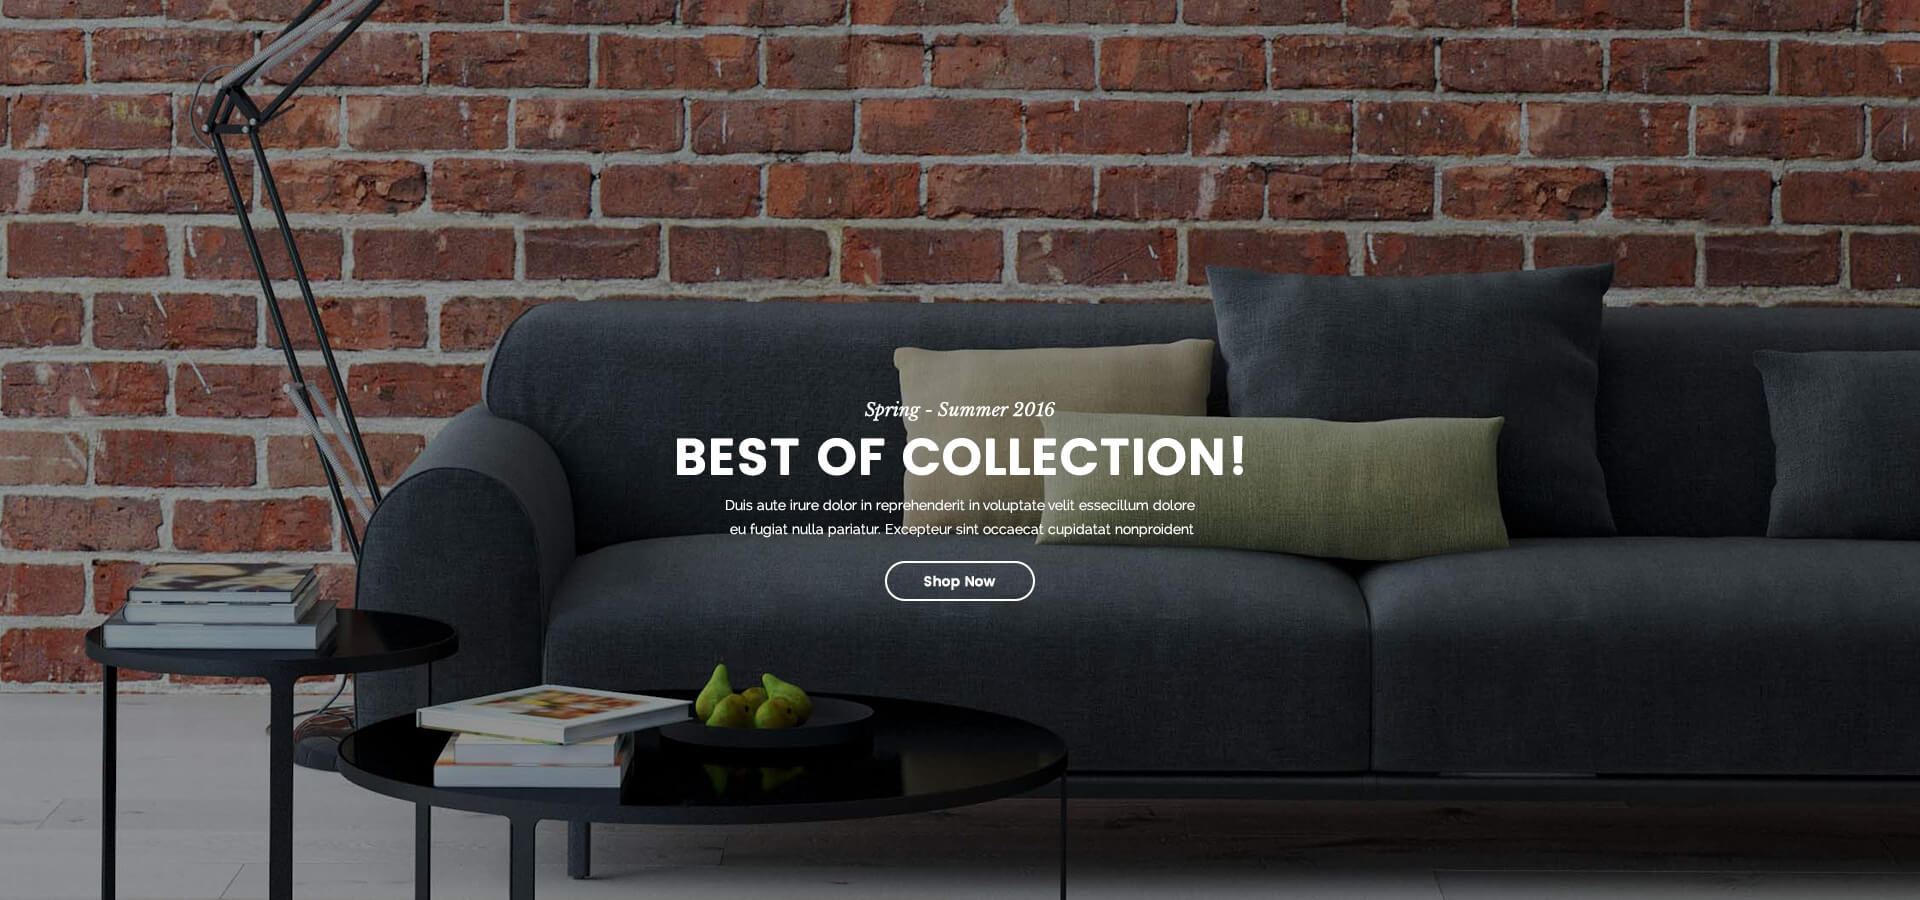 Spring - Summer 2016
BEST OF COLLECTION!
Duis aute irure dolor in reprehenderit in voluptate velit essecillum dolore
eu fugiat nulla pariatur. Excepteur sint occaecat cupidatat nonproident
Shop Now